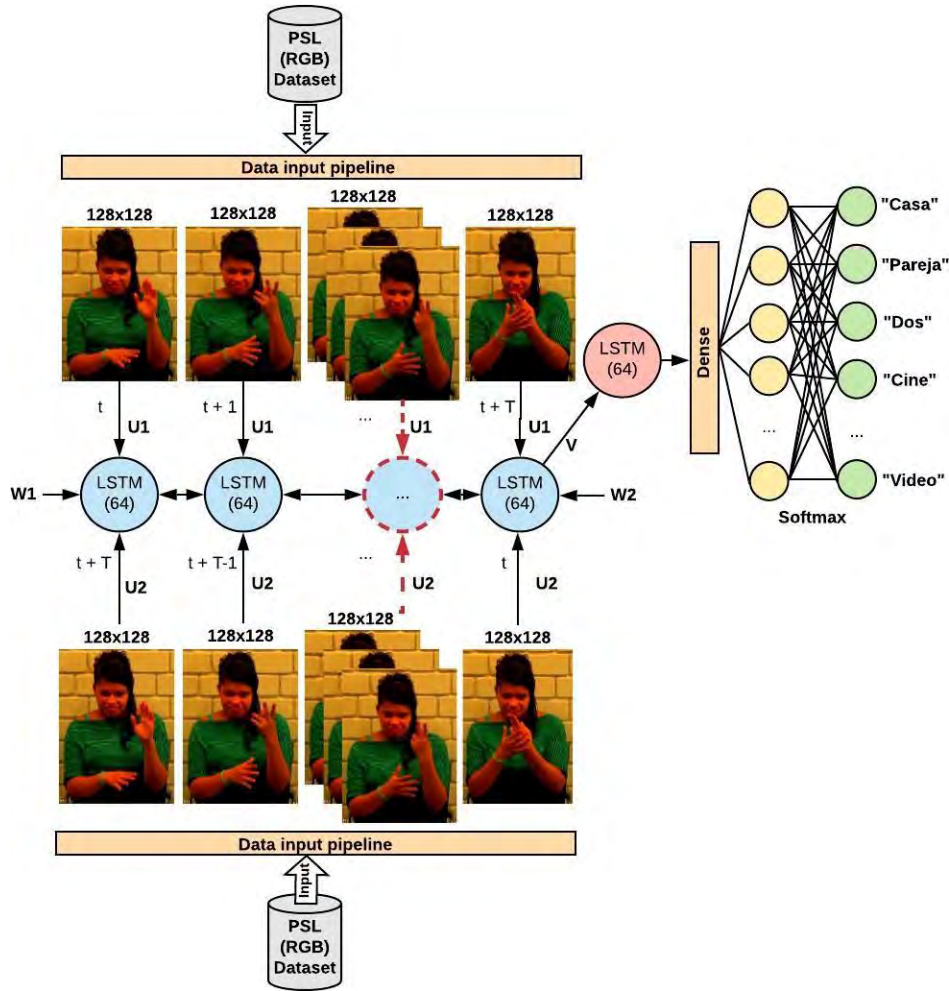 PSL
(RGB)
Dataset
Input
Data input pipeline
128x128
128x128
128x128
128x128
t
U1
t + 1
U1
...
U1
t + T
U1
V
W1
LSTM
(64)
LSTM
(64)
...
LSTM
(64)
W2
LSTM
(64)
Dense
"Casa"
"Pareja"
"Dos"
"Cine"
...
...
"Video"
Softmax
t + T
U2
t + T-1
U2
...
U2
t
U2
128x128
128x128
128x128
128x128
Data input pipeline
Input
PSL
(RGB)
Dataset